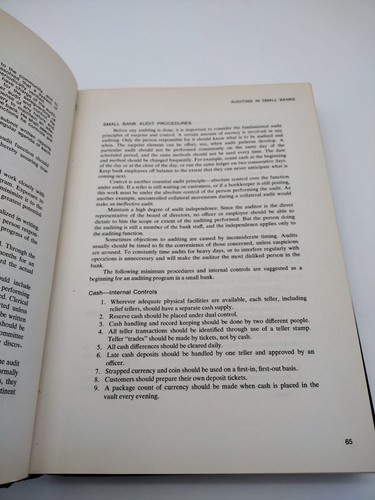 AUDITING IN SMALL BANKS
SMALL BANK AUDIT PROCEDURES
Before any auditing is done, it is important to consider the fundamental audit
principles of surprise and control. A certain amount of secrecy is involved in any
auditing. Only the person responsible for it should know what is to be audited and
when. The surprise element can be offset, too, when audit patterns develop. A
particular audit should not be performed consistently on the same day of the
scheduled period, and the same methods should not be used every time. The date
and method should be changed frequently. For example, count cash at the beginning
of the day or at the close of the day, or run the same ledger on two consecutive days.
Keep bank employees off balance to the extent that they can never anticipate what is
coming next.
Control is another essential audit principle—absolute control over the function
under audit. If a teller is still waiting on customers, or if a bookkeeper is still posting,
this work must be under the absolute control of the person performing the audit. As
another example, uncontrolled collateral movements during a collateral audit would
make an ineffective audit.
Maintain a high degree of audit independence. Since the auditor is the direct
representative of the board of directors, no officer or employee should be able to
dictate to him the scope or extent of the auditing performed. But the person doing
the auditing is still a member of the bank staff, and the independence applies only to
the auditing function.
Sometimes objections to auditing are caused by inconsiderate timing. Audits
usually should be timed to the convenience of those concerned, unless suspicions
are aroused. To constantly time audits for heavy days, or to interfere regularly with
operations is unnecessary and will make the auditor the most disliked person in the
bank.
The following minimum procedures and internal controls are suggested as a
beginning for an auditing program in a small bank.
Cash—Internal Controls
1. Wherever adequate physical facilities are available, each teller, including
relief tellers, should have a separate cash supply.
2. Reserve cash should be placed under dual control.
3. Cash handling and record keeping should be done by two different people.
4. All teller transactions should be identified through use of a teller stamp.
Teller "trades" should be made by tickets, not by cash.
5. All cash differences should be cleared daily.
6. Late cash deposits should be handled by one teller and approved by an
officer.
7. Strapped currency and coin should be used on a first-in, first-out basis.
8. Customers should prepare their own deposit tickets.
9. A package count of currency should be made when cash is placed in the
vault every evening.
65